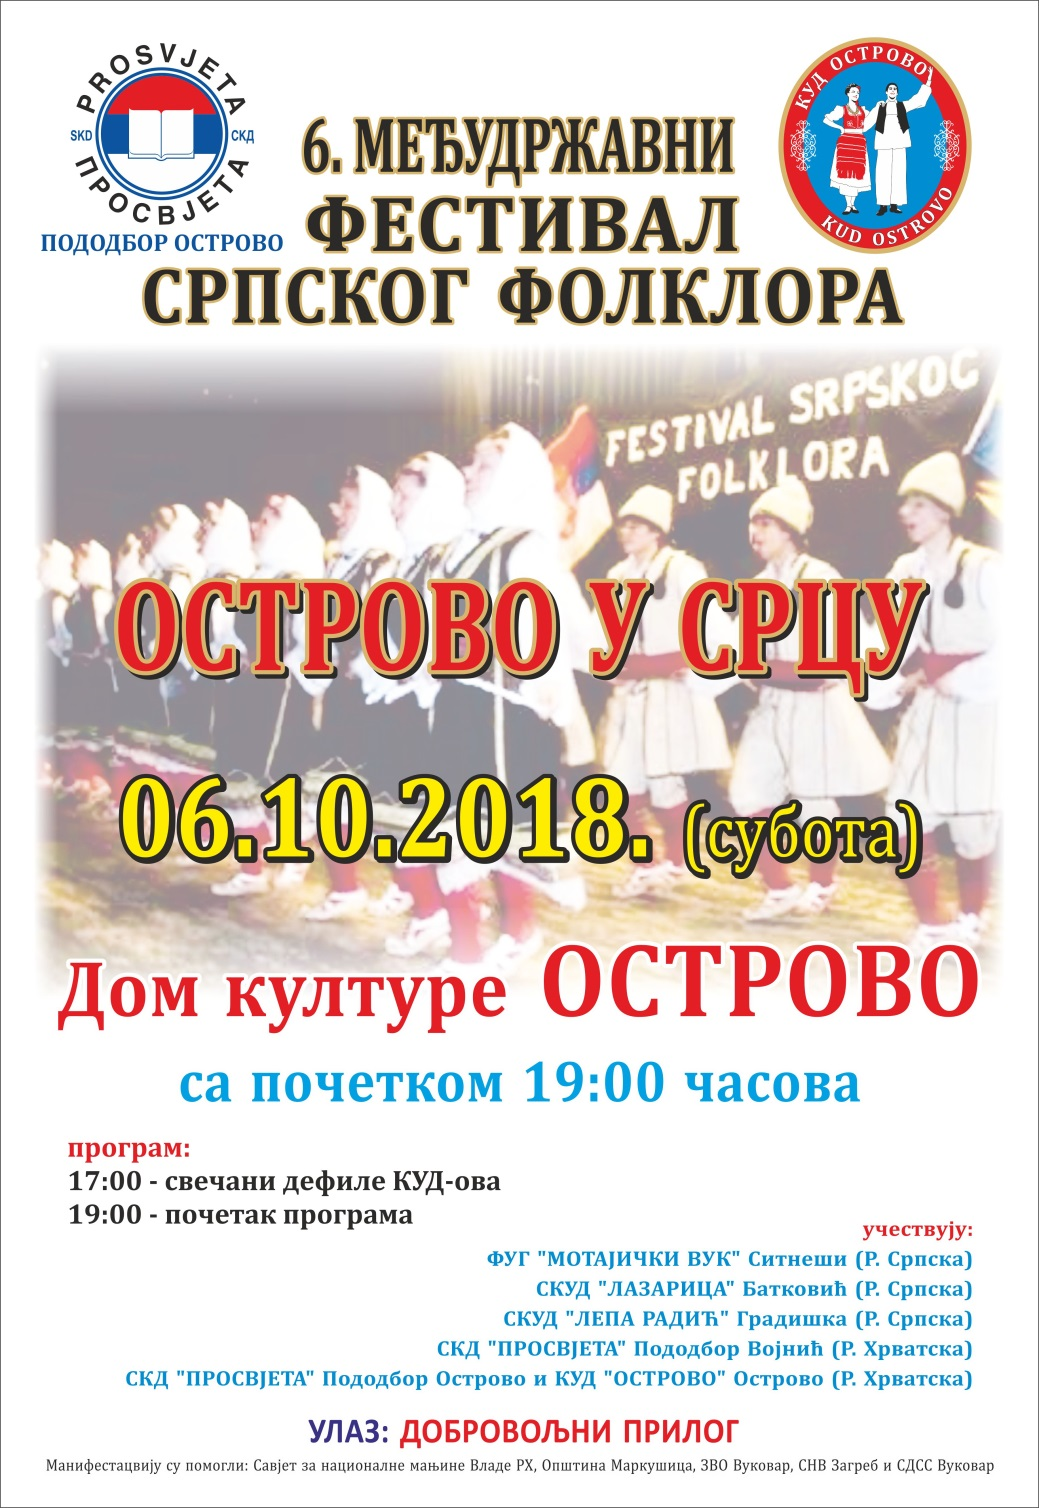 PROSVJETA
SKD
СКД
ПРОСВЈЕТА
ПОДОДБОР ОСТРОВО
КУД ОСТРОВО
KUD OSTROVO
6. МЕЂУДРЖАВНИ
ФЕСТИВАЛ
СРПСКОГ ФОЛКЛОРА
FESTIVAL SRPSKOG
FOLKLORA
ОСТРОВО У СРЦУ
06.10.2018. (субота)
Дом културе ОСТРОВО
са почетком 19:00 часова
програм:
17:00 - свечани дефиле КУД-ова
19:00 - почетак програма
учествују:
ФУГ "МОТАЈИЧКИ ВУК" Ситнеши (Р. Српска)
СКУД "ЛАЗАРИЦА" Батковић (Р. Српска)
СКУД "ЛЕПА РАДИЋ" Градишка (Р. Српска)
СКД "ПРОСВЈЕТА" Пододбор Војнић (Р. Хрватска)
СКД "ПРОСВЈЕТА" Пододбор Острово и КУД "ОСТРОВО" Острово (Р. Хрватска)
УЛАЗ: ДОБРОВОЉНИ ПРИЛОГ
Манифестацвију су помогли: Савјет за националне мањине Владе РХ, Општина Маркушица, ЗВО Вуковар, СНВ Загреб и СДСС Вуковар